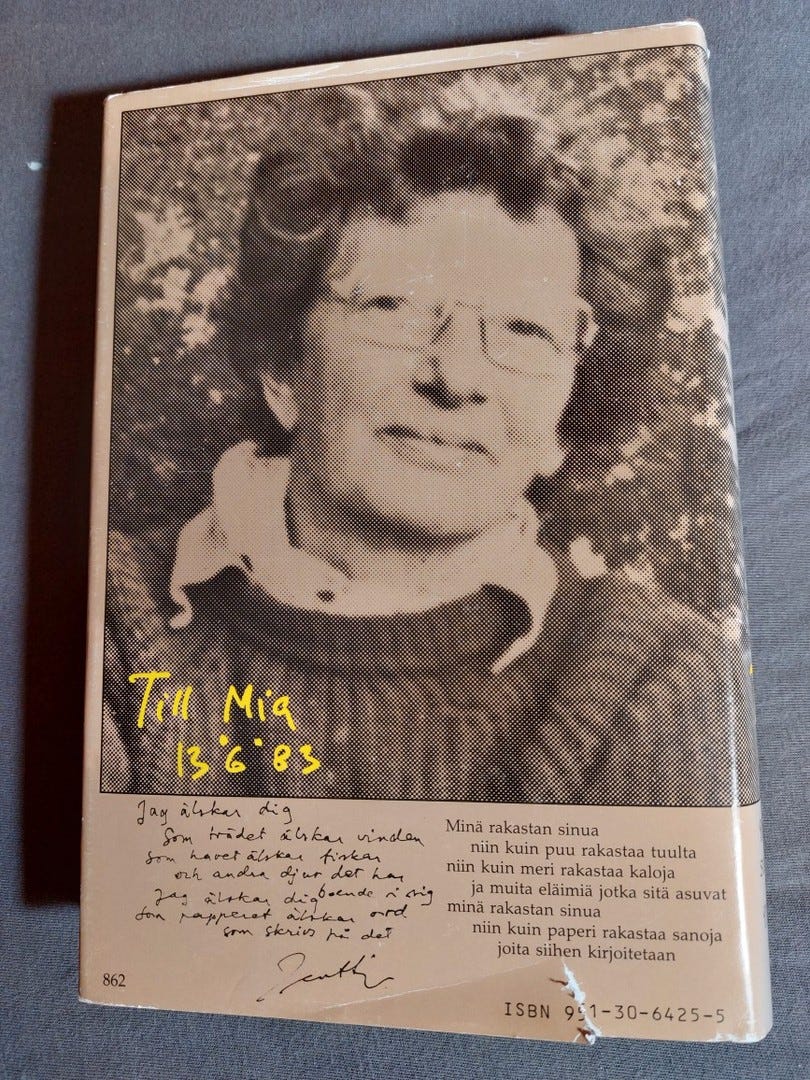 Till Mia
13·6·83
Jag älskar dig
som trädet älskar vinden
som havet älskar fiskar
och andra djur det har
boende i sig
Jag älskar dig
som papperet älskar ord
som skrivs på det
Pentti
Minä rakastan sinua
niin kuin puu rakastaa tuulta
niin kuin meri rakastaa kaloja
ja muita eläimiä jotka sitä asuvat
minä rakastan sinua
niin kuin paperi rakastaa sanoja
joita siihen kirjoitetaan
862
ISBN 951-30-6425-5